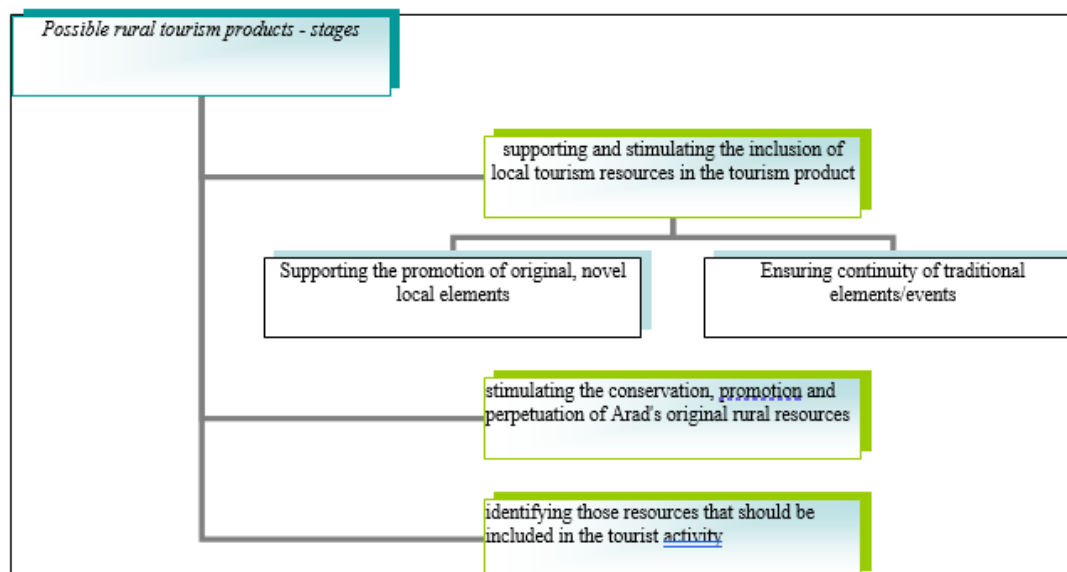 Possible rural tourism products - stages
supporting and stimulating the inclusion of
local tourism resources in the tourism product
Supporting the promotion of original, novel
local elements
Ensuring continuity of traditional
elements/events
stimulating the conservation, promotion and
perpetuation of Arad's original rural resources
identifying those resources that should be
included in the tourist activity